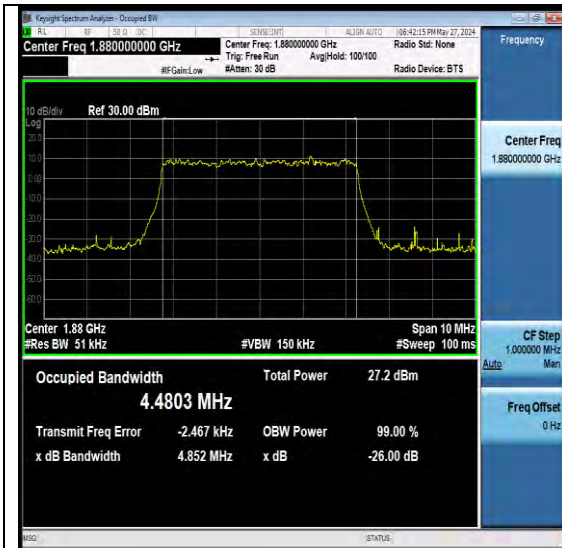 Keysight Spectrum Analyzer - Occupied BW
RL RF 50 Ω DC SENSE:INT ALIGN AUTO 06:42:15 PM May 27, 2024
Center Freq 1.880000000 GHz
Center Freq: 1.880000000 GHz
Radio Std: None
Trig: Free Run Avg|Hold: 100/100
#IFGain:Low #Atten: 30 dB Radio Device: BTS
Frequency
10 dB/div Ref 30.00 dBm
Log
20.0
10.0
0.00
-10.0
-20.0
-30.0
-40.0
-50.0
-60.0
Center Freq
1.880000000 GHz
Center 1.88 GHz Span 10 MHz
#Res BW 51 kHz #VBW 150 kHz #Sweep 100 ms
CF Step
1.000000 MHz
Auto Man
Occupied Bandwidth Total Power 27.2 dBm
4.4803 MHz
Transmit Freq Error -2.467 kHz OBW Power 99.00 %
x dB Bandwidth 4.852 MHz x dB -26.00 dB
Freq Offset
0 Hz
MSG STATUS